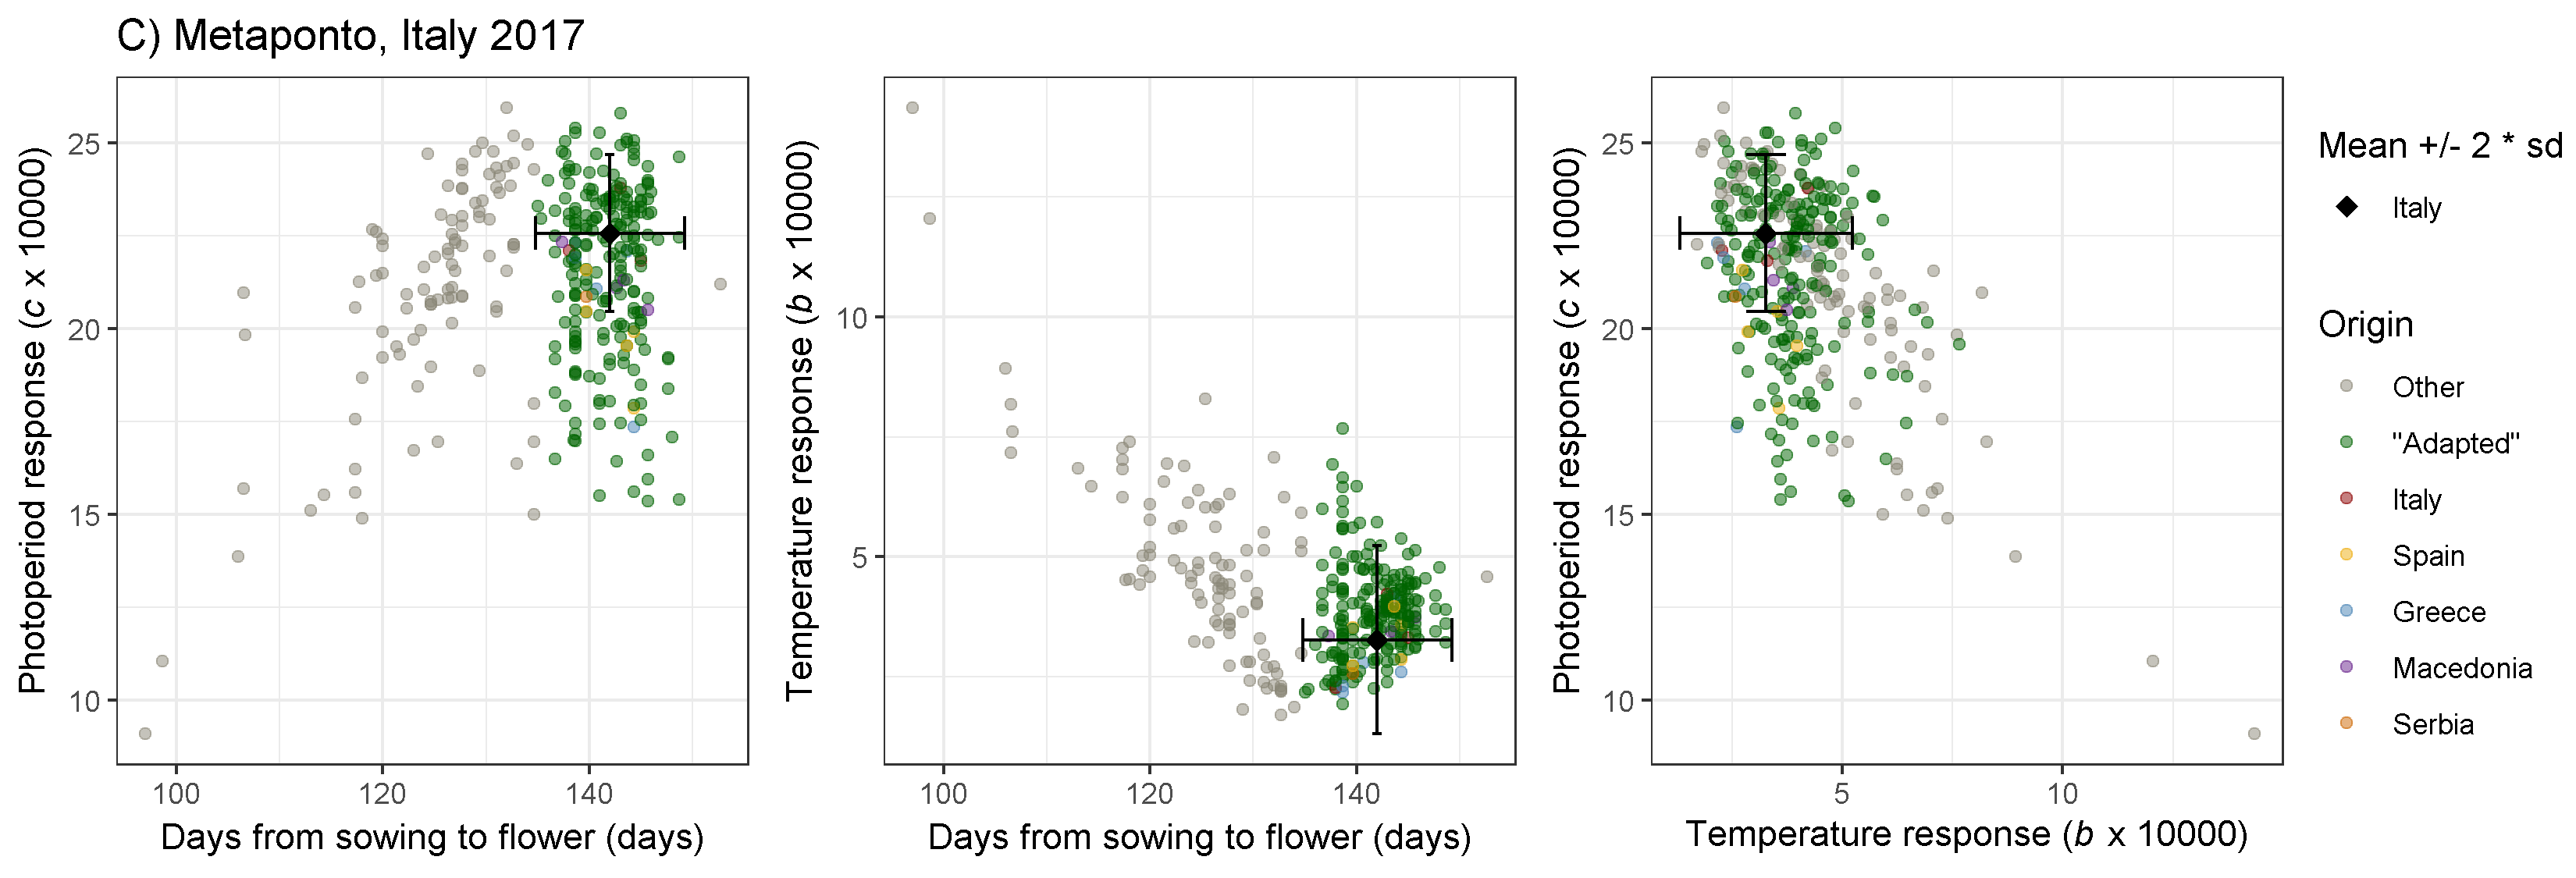 C) Metaponto, Italy 2017
Photoperiod response (c x 10000)
25
20
15
10
100
120
140
Days from sowing to flower (days)
Temperature response (b x 10000)
10
5
100
120
140
Days from sowing to flower (days)
Photoperiod response (c x 10000)
25
20
15
10
5
10
Temperature response (b x 10000)
Mean +/- 2 * sd
Italy
Origin
Other
"Adapted"
Italy
Spain
Greece
Macedonia
Serbia